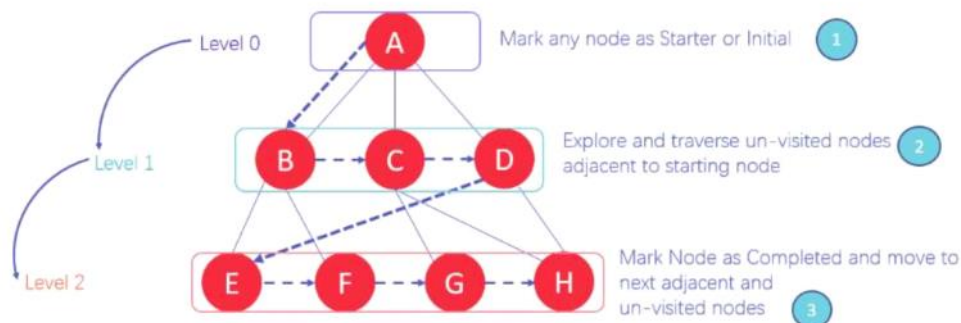 Level 0
A
Mark any node as Starter or Initial
1
Level 1
B
C
D
Explore and traverse un-visited nodes
adjacent to starting node
2
Level 2
E
F
G
H
Mark Node as Completed and move to
next adjacent and
un-visited nodes
3